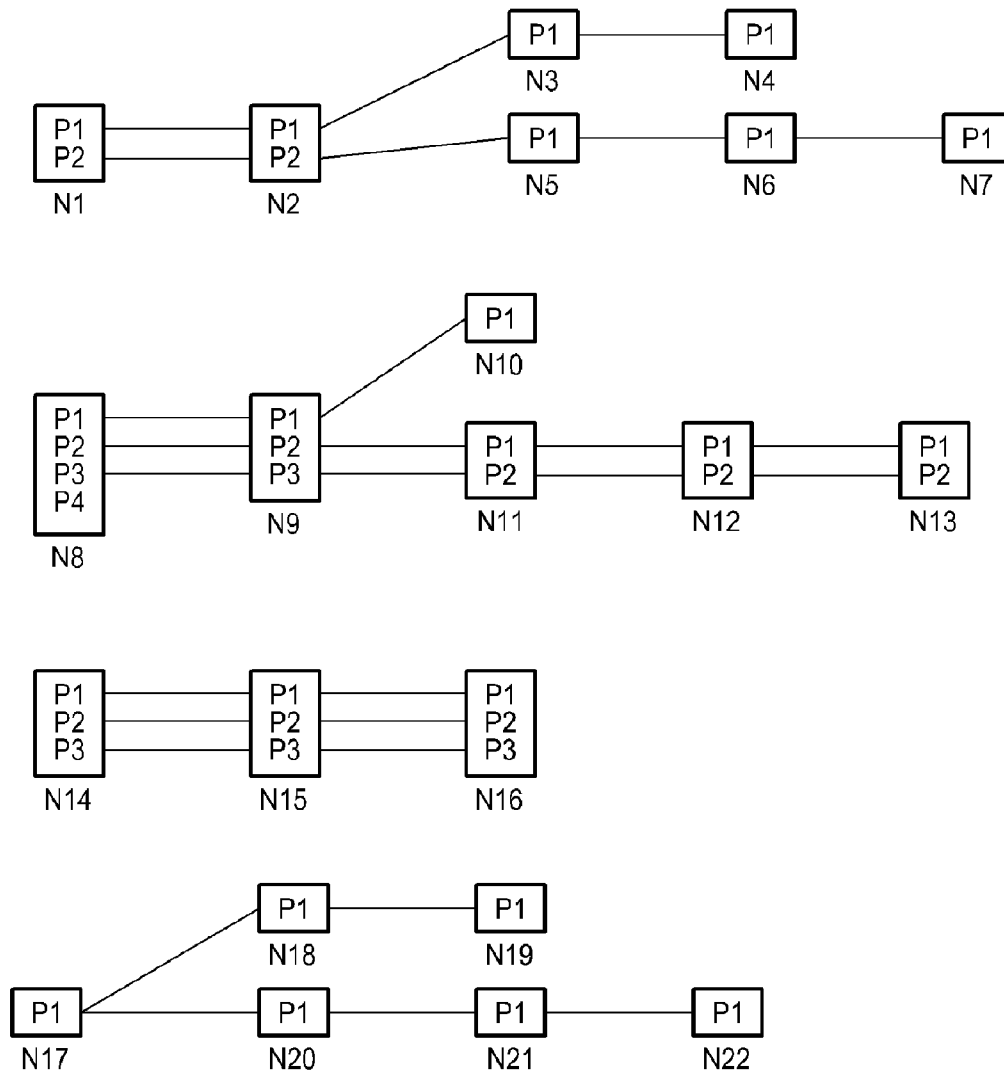 P1 P1
N3 N4
P1 P1 P1 P1 P1
P2 P2
N5 N6 N7
N1 N2
P1
N10
P1 P1
P2 P2 P1 P1 P1
P3 P3 P2 P2 P2
P4
N9 N11 N12 N13
N8
P1 P1 P1
P2 P2 P2
P3 P3 P3
N14 N15 N16
P1 P1
N18 N19
P1 P1 P1 P1
N17 N20 N21 N22